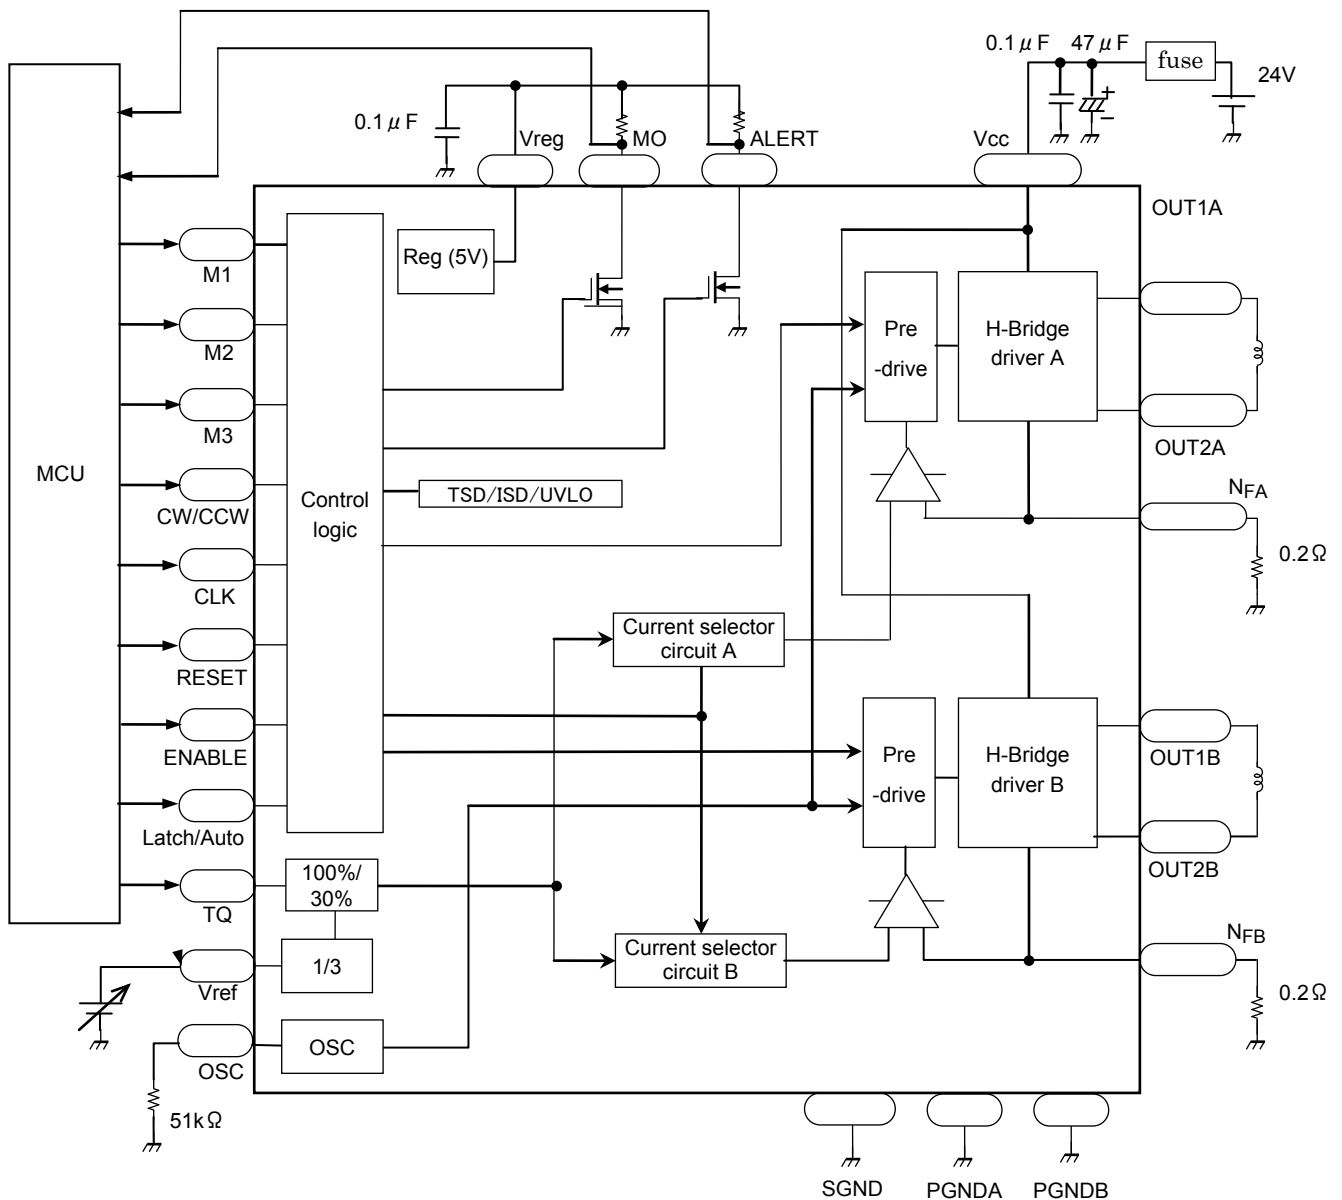 0.1μF
47μF
fuse
24V
0.1μF
Vreg
MO
ALERT
Vcc
OUT1A
M1
Reg (5V)
M2
Pre
-drive
H-Bridge
driver A
M3
OUT2A
MCU
CW/CCW
Control
logic
TSD/ISD/UVLO
NFA
0.2Ω
CLK
RESET
Current selector
circuit A
ENABLE
Pre
-drive
H-Bridge
driver B
OUT1B
Latch/Auto
OUT2B
TQ
100%/
30%
NFB
Vref
1/3
Current selector
circuit B
0.2Ω
OSC
OSC
51kΩ
SGND
PGNDA
PGNDB